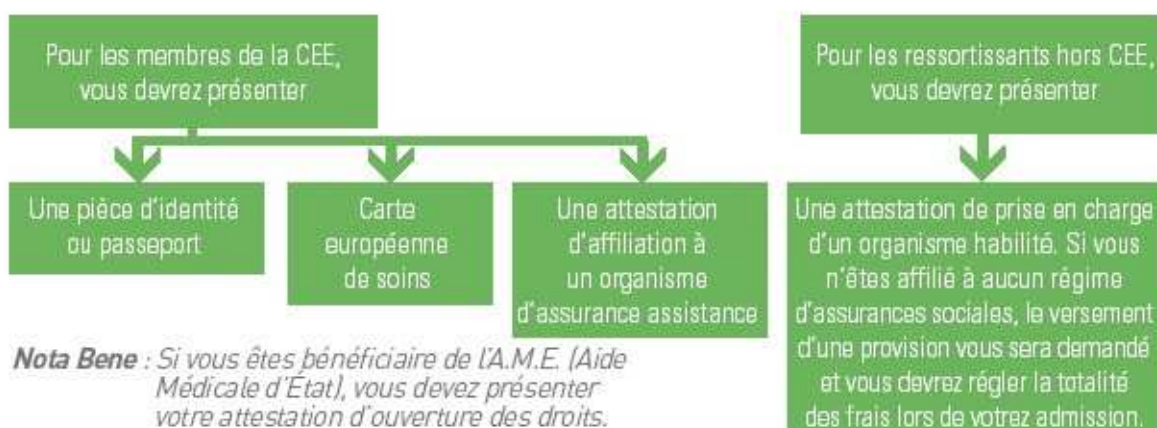 Pour les membres de la CEE,
vous devrez présenter
Une pièce d'identité
ou passeport
Carte
européenne
de soins
Une attestation
d'affiliation à
un organisme
d'assurance assistance
Pour les ressortissants hors CEE,
vous devrez présenter
Une attestation de prise en charge
d'un organisme habilité. Si vous
n'êtes affilié à aucun régime
d'assurances sociales, le versement
d'une provision vous sera demandé
et vous devrez régler la totalité
des frais lors de votrez admission.
Nota Bene : Si vous êtes bénéficiaire de l'A.M.E. (Aide
Médicale d'État), vous devez présenter
votre attestation d'ouverture des droits.